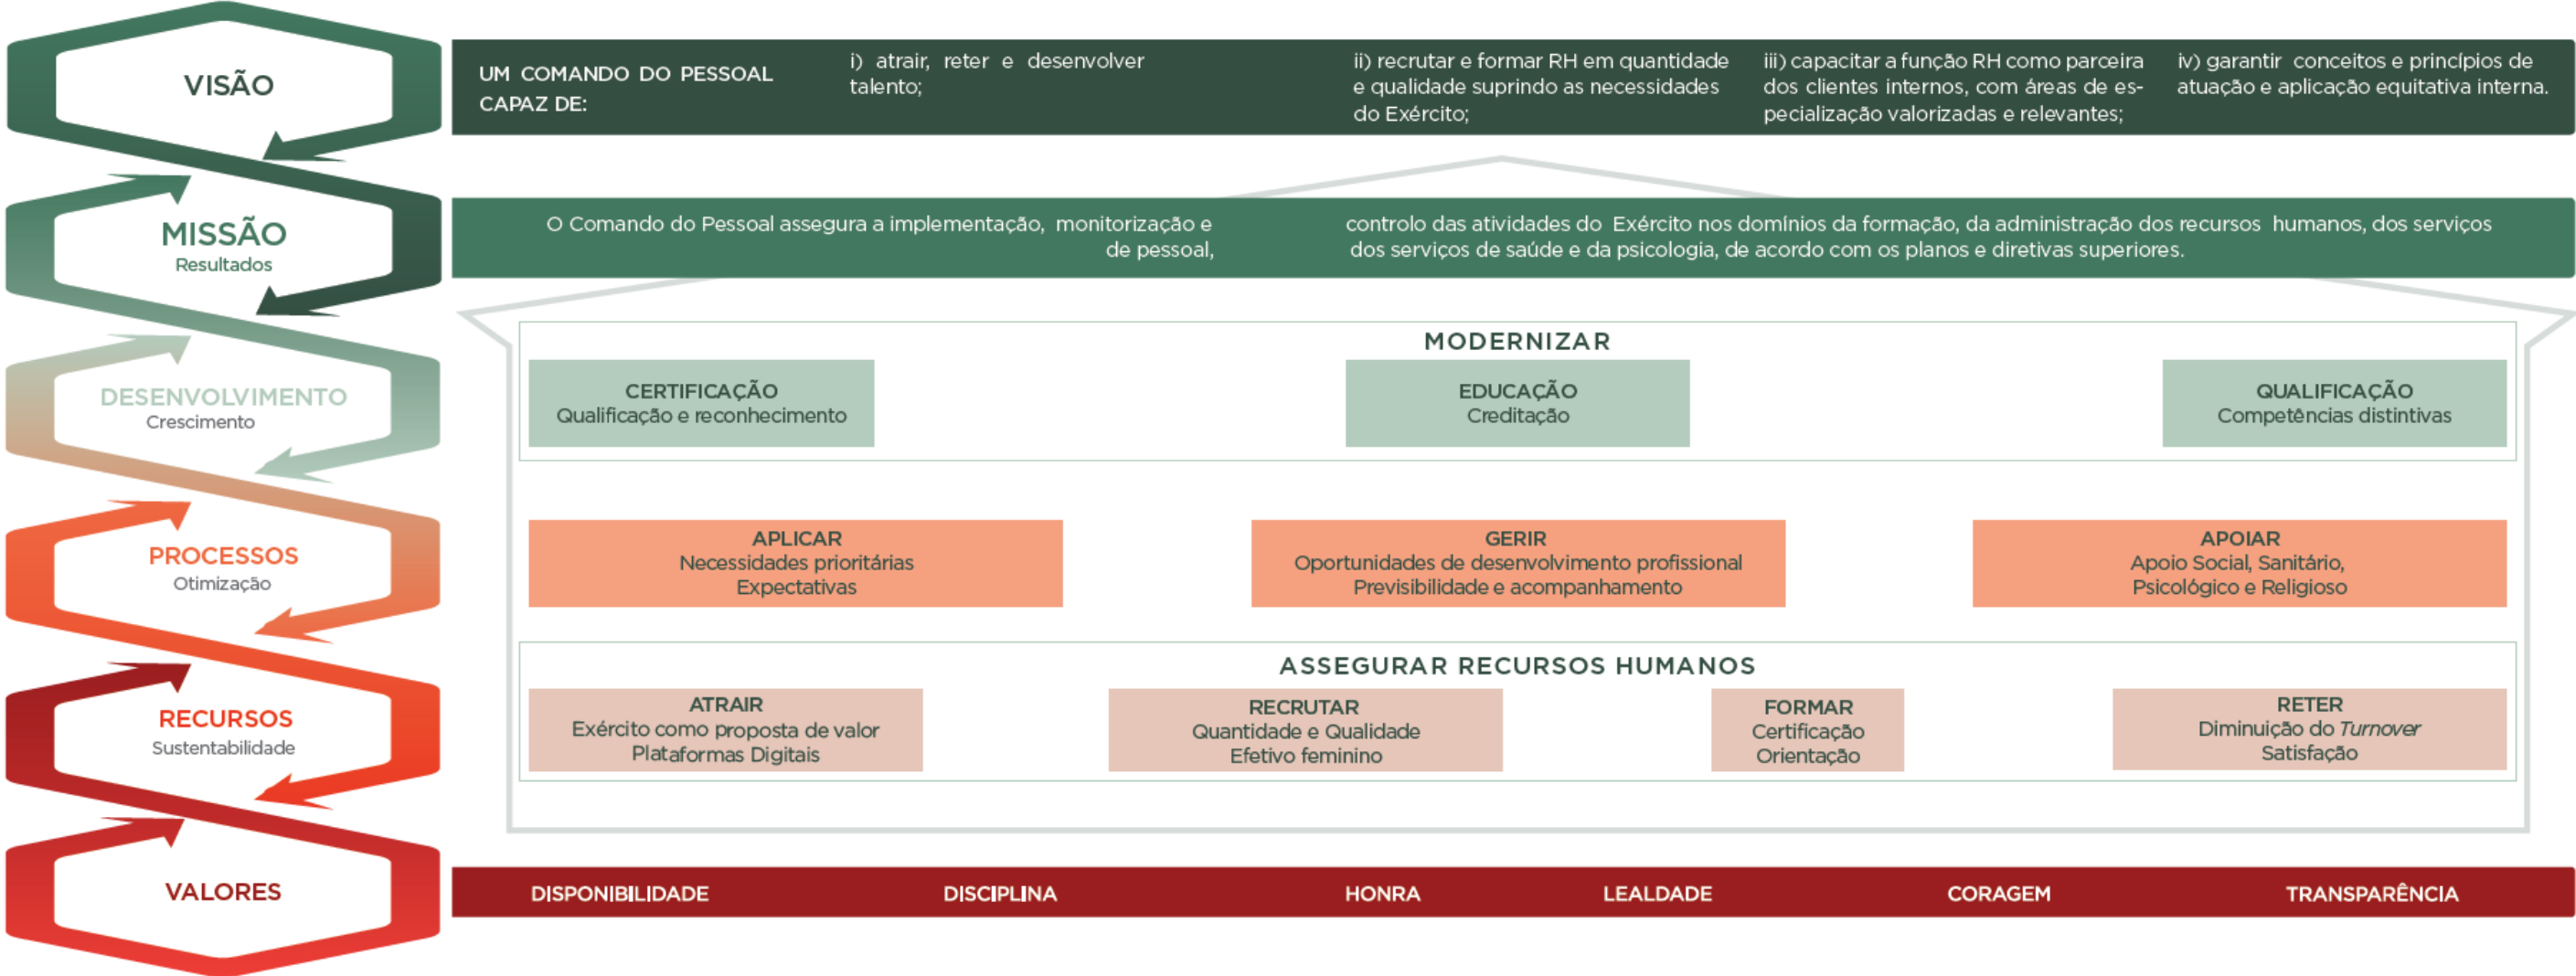 VISÃO
UM COMANDO DO PESSOAL
CAPAZ DE:
i) atrair, reter e desenvolver
talento;
ii) recrutar e formar RH em quantidade
e qualidade suprindo as necessidades
do Exército;
iii) capacitar a função RH como parceira
dos clientes internos, com áreas de es-
pecialização valorizadas e relevantes;
iv) garantir conceitos e princípios de
atuação e aplicação equitativa interna.
MISSÃO
Resultados
O Comando do Pessoal assegura a implementação, monitorização e controlo das atividades do Exército nos domínios da formação, da administração dos recursos humanos, dos serviços
de pessoal, dos serviços de saúde e da psicologia, de acordo com os planos e diretivas superiores.
DESENVOLVIMENTO
Crescimento
MODERNIZAR
CERTIFICAÇÃO
Qualificação e reconhecimento
EDUCAÇÃO
Creditação
QUALIFICAÇÃO
Competências distintivas
PROCESSOS
Otimização
APLICAR
Necessidades prioritárias
Expectativas
GERIR
Oportunidades de desenvolvimento profissional
Previsibilidade e acompanhamento
APOIAR
Apoio Social, Sanitário,
Psicológico e Religioso
RECURSOS
Sustentabilidade
ASSEGURAR RECURSOS HUMANOS
ATRAIR
Exército como proposta de valor
Plataformas Digitais
RECRUTAR
Quantidade e Qualidade
Efetivo feminino
FORMAR
Certificação
Orientação
RETER
Diminuição do Turnover
Satisfação
VALORES
DISPONIBILIDADE DISCIPLINA HONRA LEALDADE CORAGEM TRANSPARÊNCIA